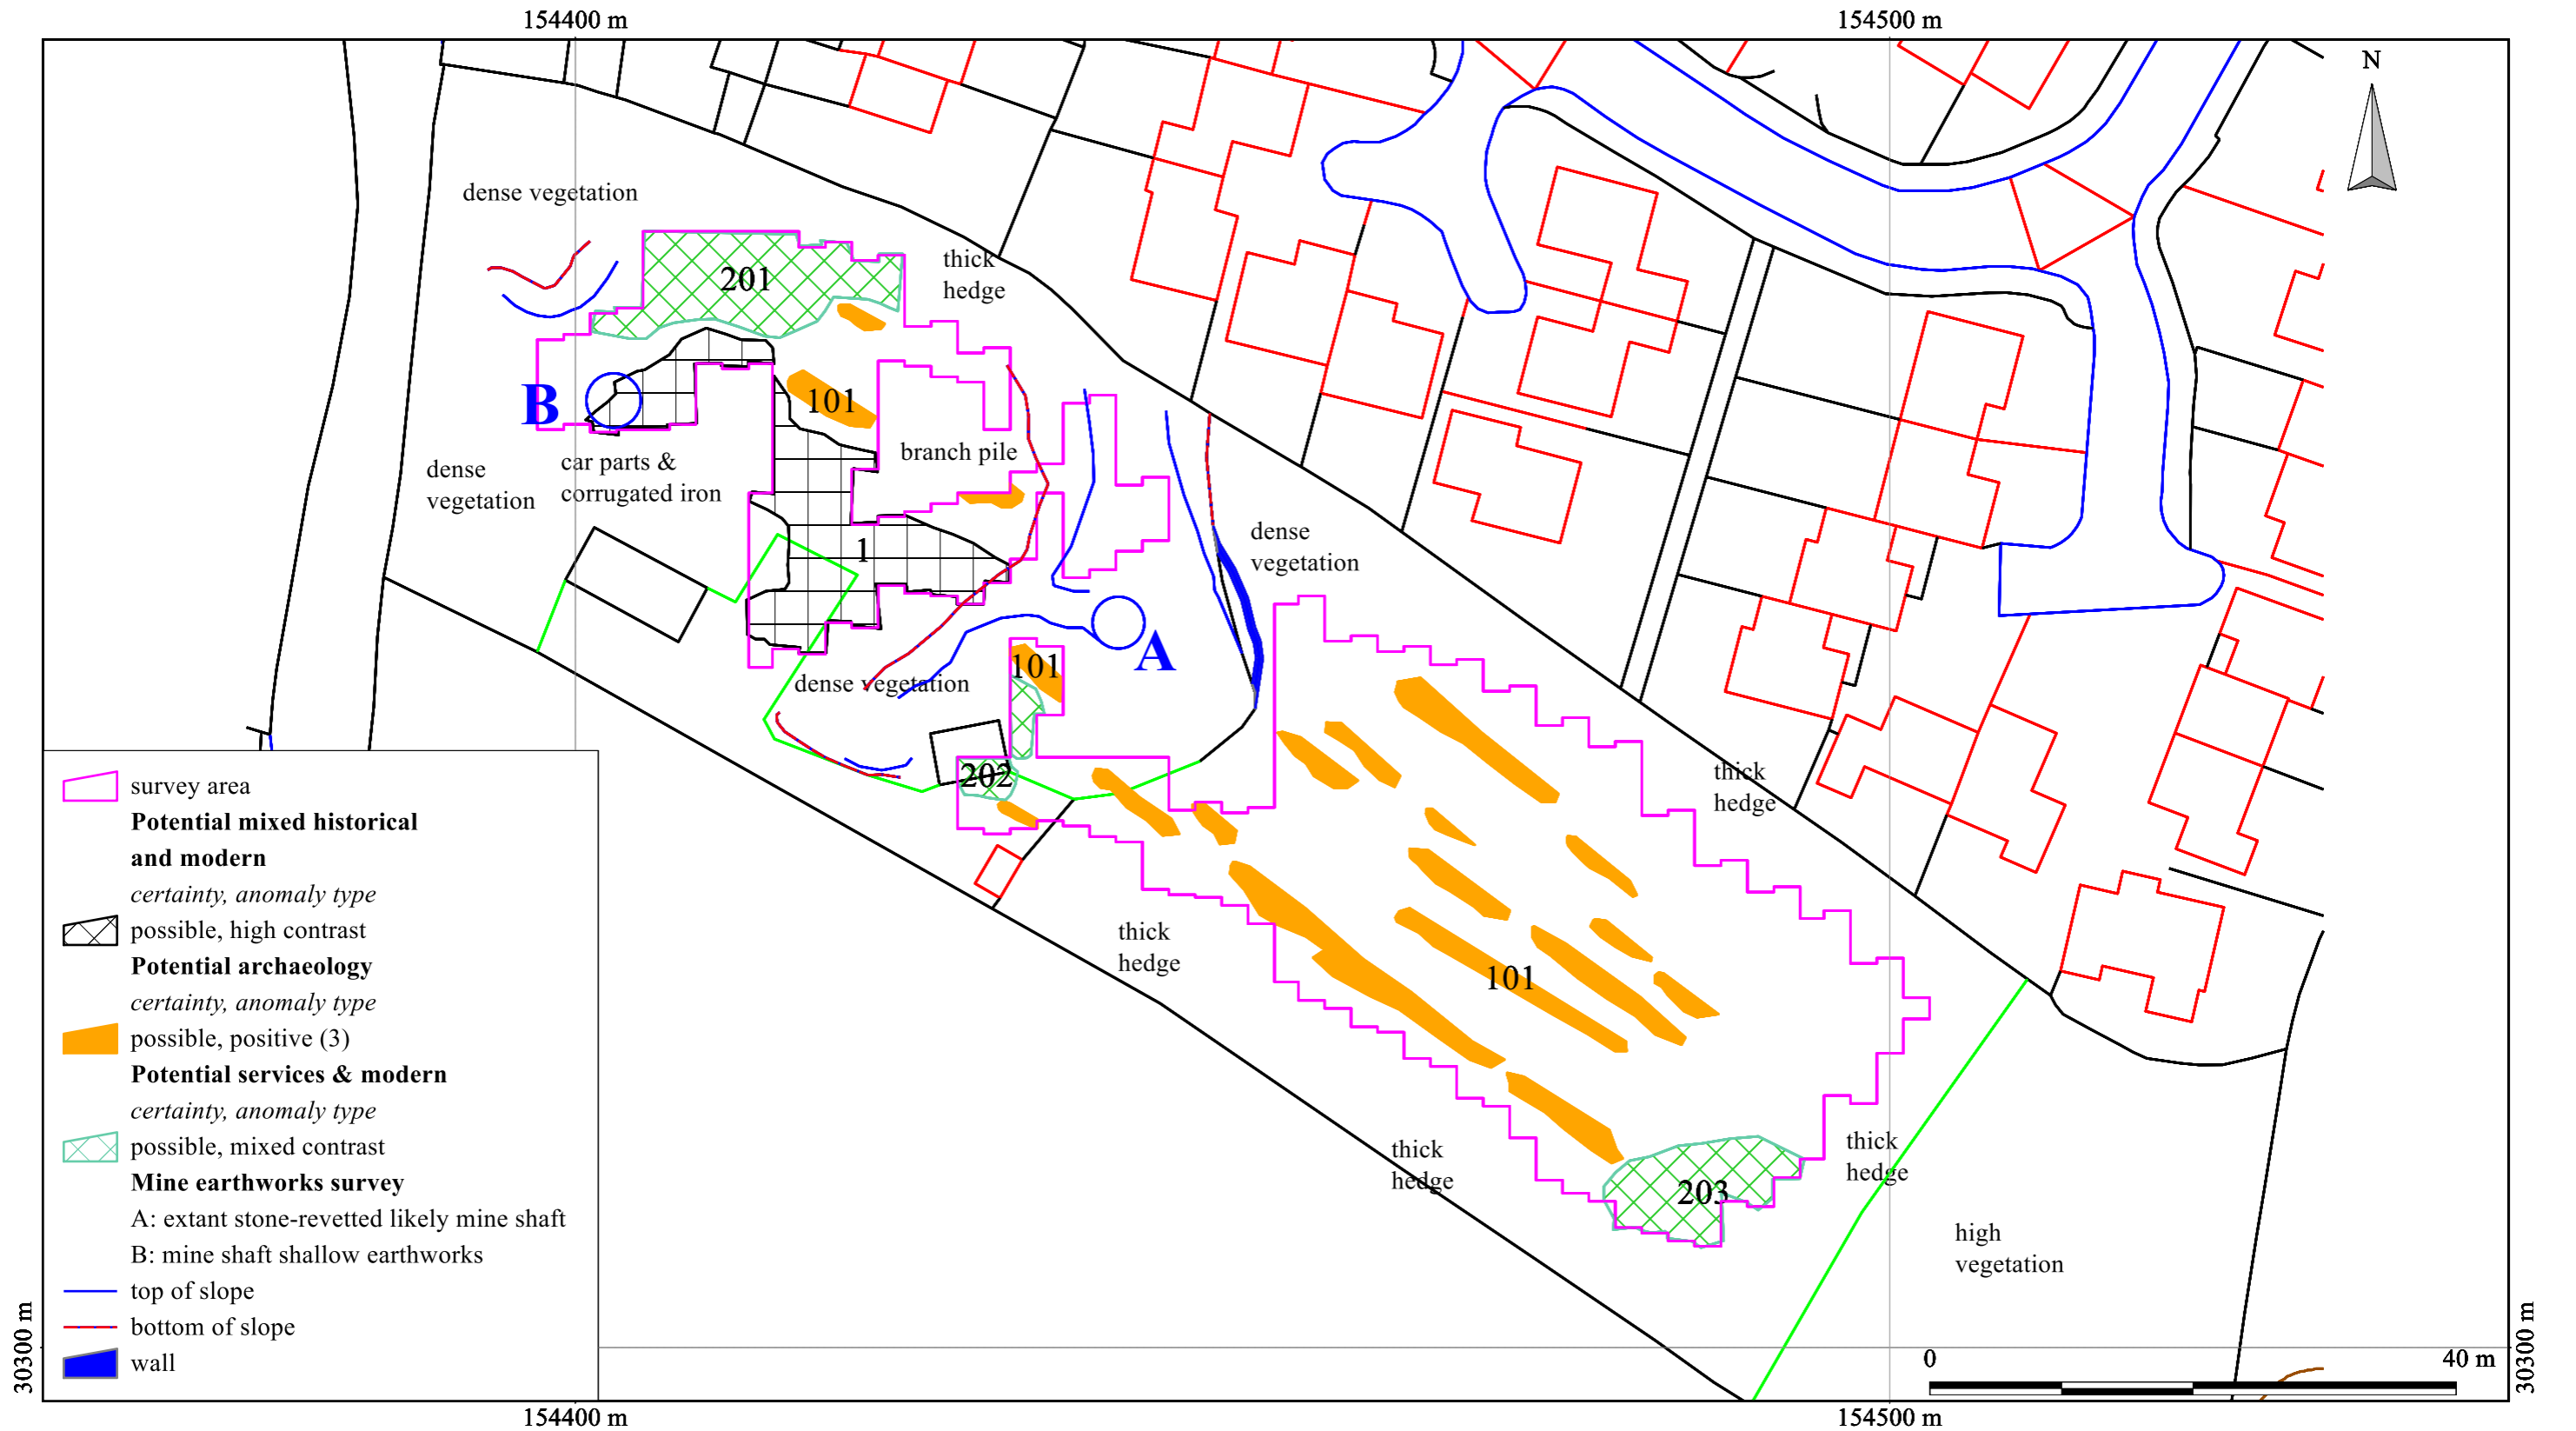 154400 m
154500 m
N
dense vegetation
thick
hedge
201
101
B
branch pile
dense
vegetation
car parts &
corrugated iron
1
dense
vegetation
A
101
dense vegetation
202
thick
hedge
thick
hedge
101
thick
hedge
thick
hedge
203
high
vegetation
survey area
Potential mixed historical
and modern
certainty, anomaly type
possible, high contrast
Potential archaeology
certainty, anomaly type
possible, positive (3)
Potential services & modern
certainty, anomaly type
possible, mixed contrast
Mine earthworks survey
A: extant stone-revetted likely mine shaft
B: mine shaft shallow earthworks
top of slope
bottom of slope
wall
30300 m
30300 m
0
40 m
154400 m
154500 m